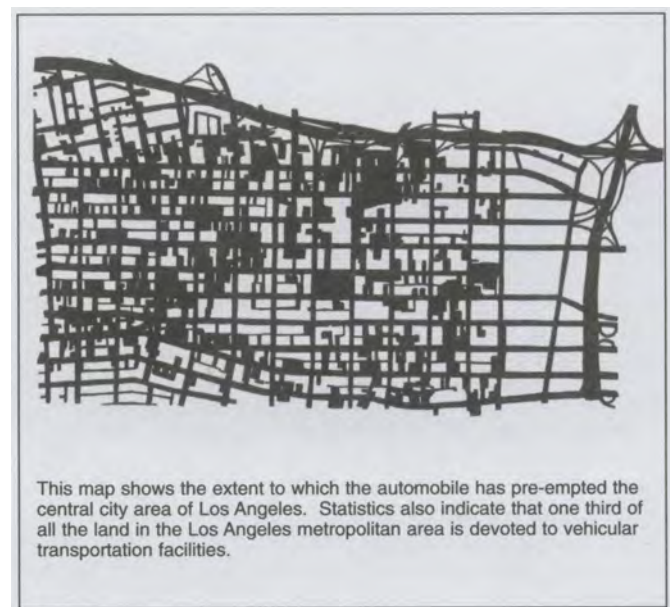 This map shows the extent to which the automobile has pre-empted the
central city area of Los Angeles. Statistics also indicate that one third of
all the land in the Los Angeles metropolitan area is devoted to vehicular
transportation facilities.